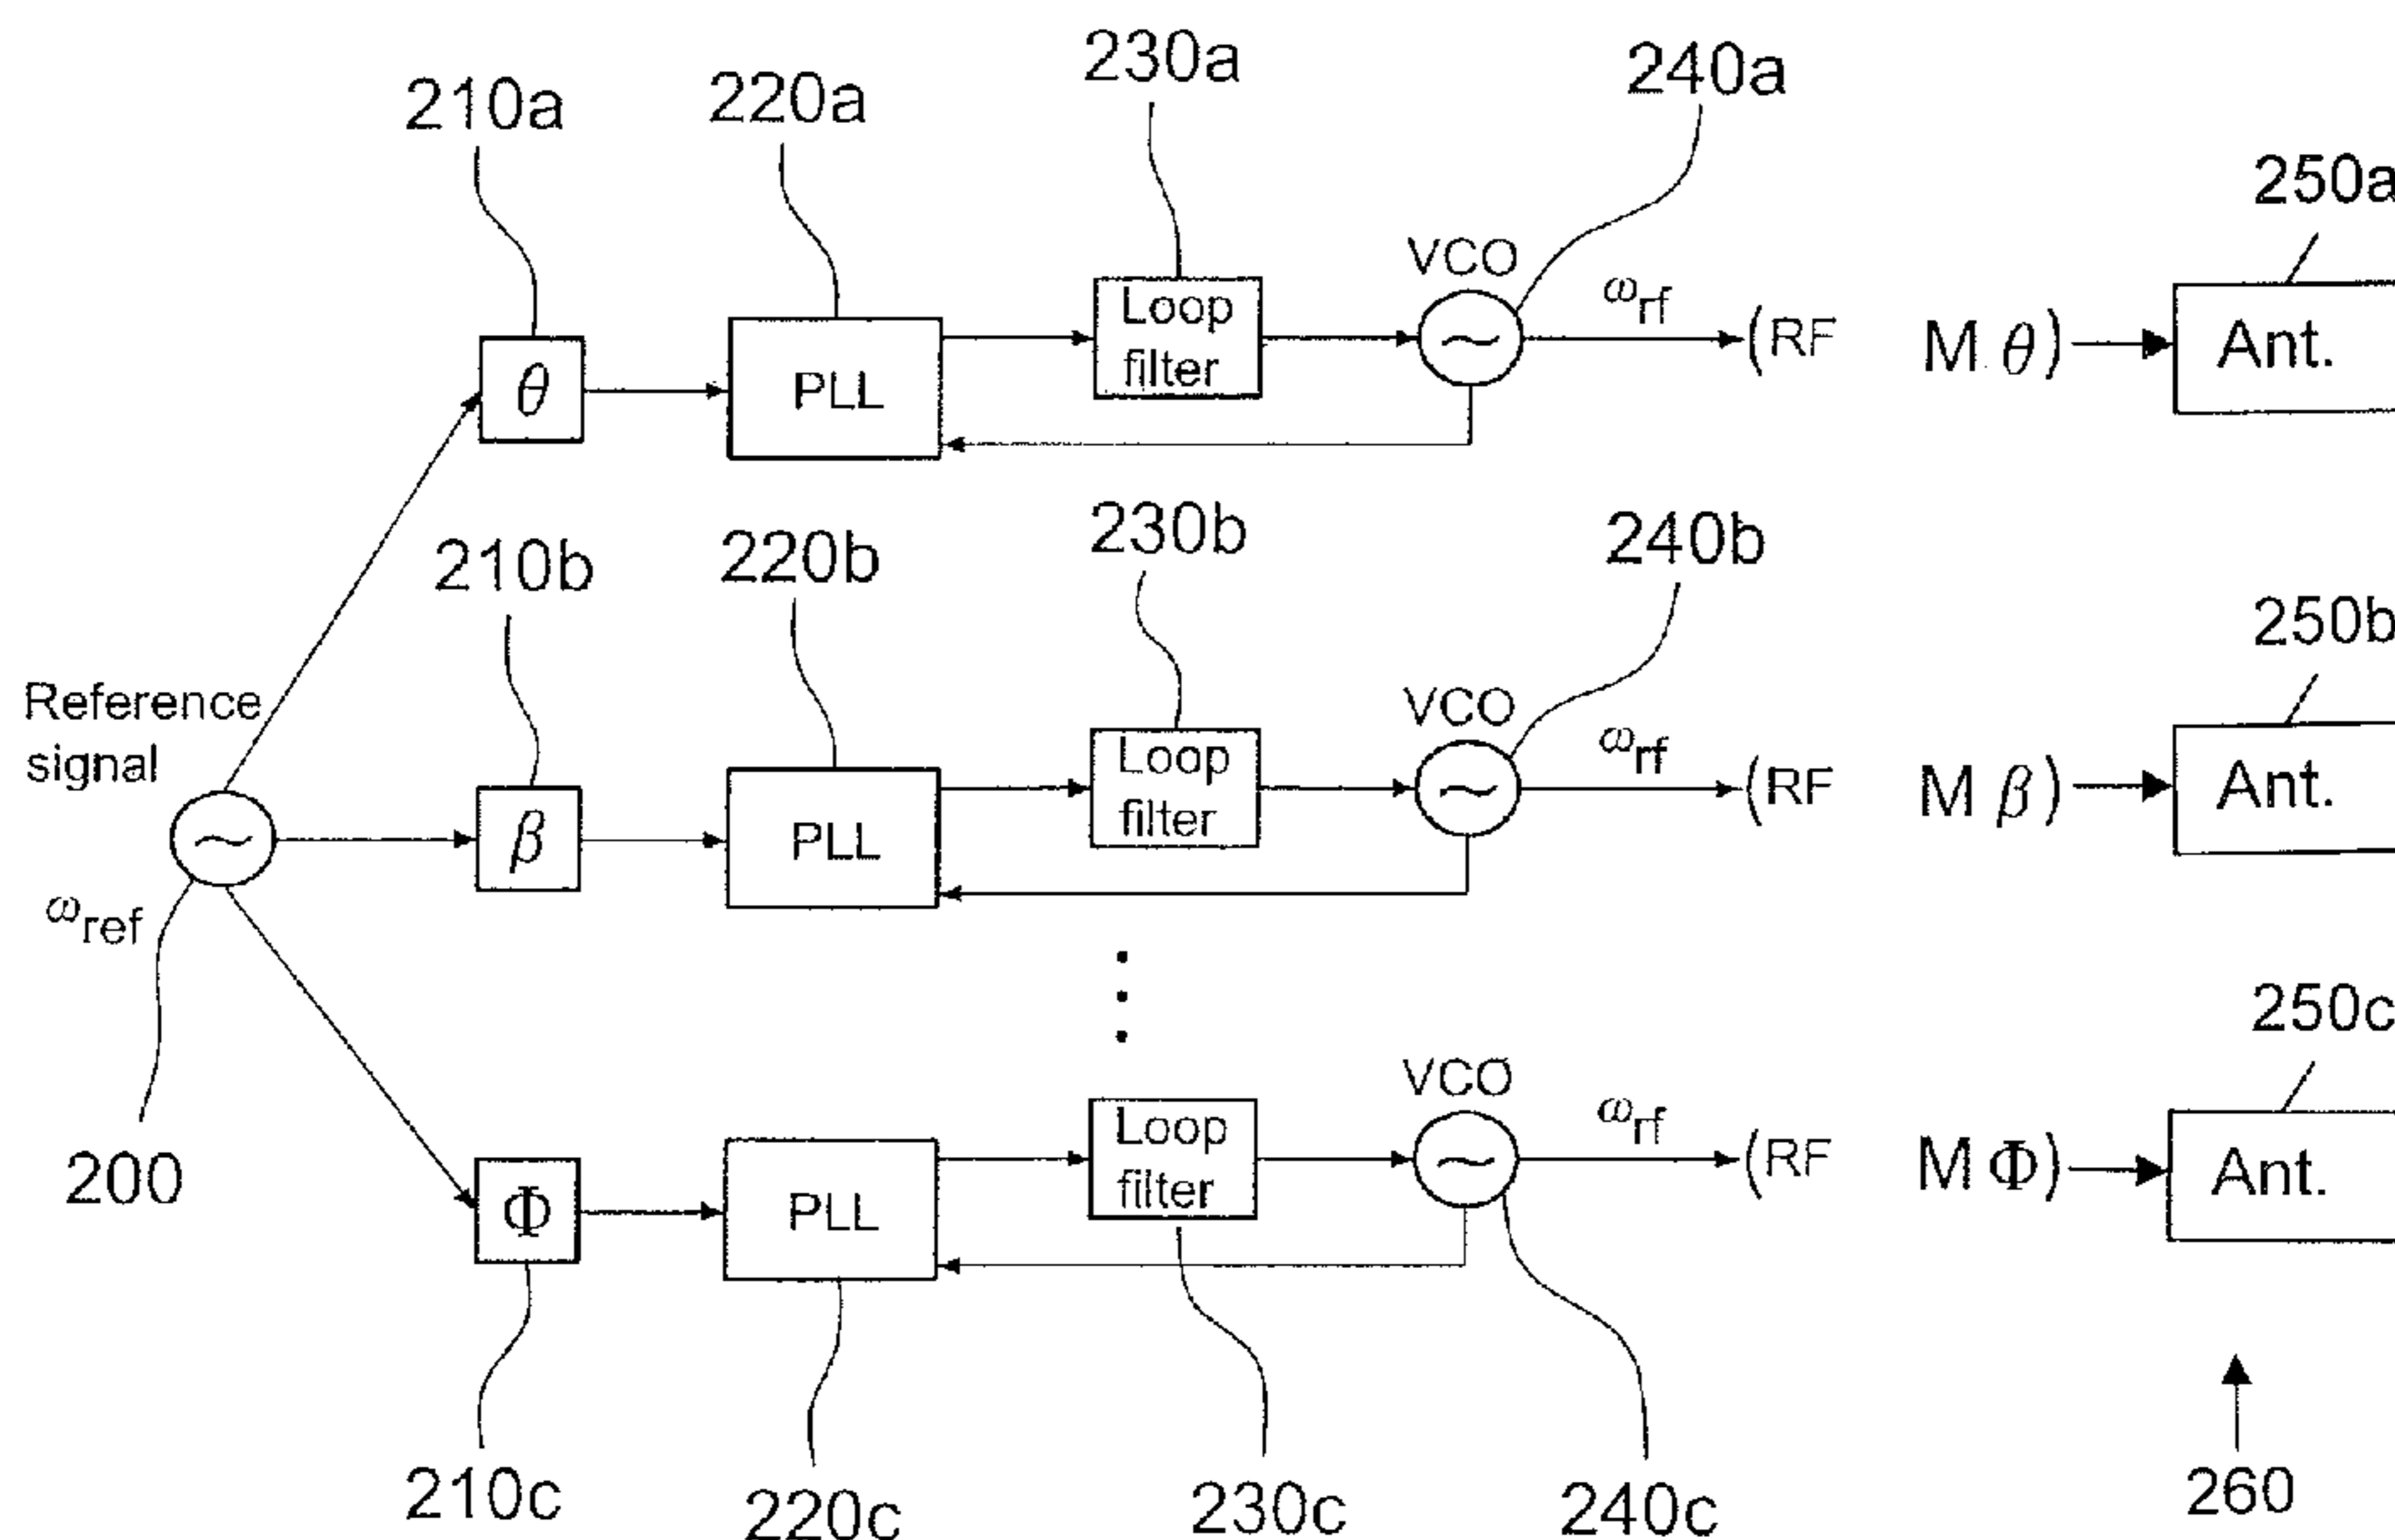 210a
220a
230a
240a
250a
θ
PLL
Loop
filter
VCO
ωrf
(RF
M θ)
Ant.
Reference
signal
ωref
200
210b
220b
230b
240b
250b
β
PLL
Loop
filter
VCO
ωrf
(RF
M β)
Ant.
250c
Φ
PLL
Loop
filter
VCO
ωrf
(RF
M Φ)
Ant.
210c
220c
230c
240c
260